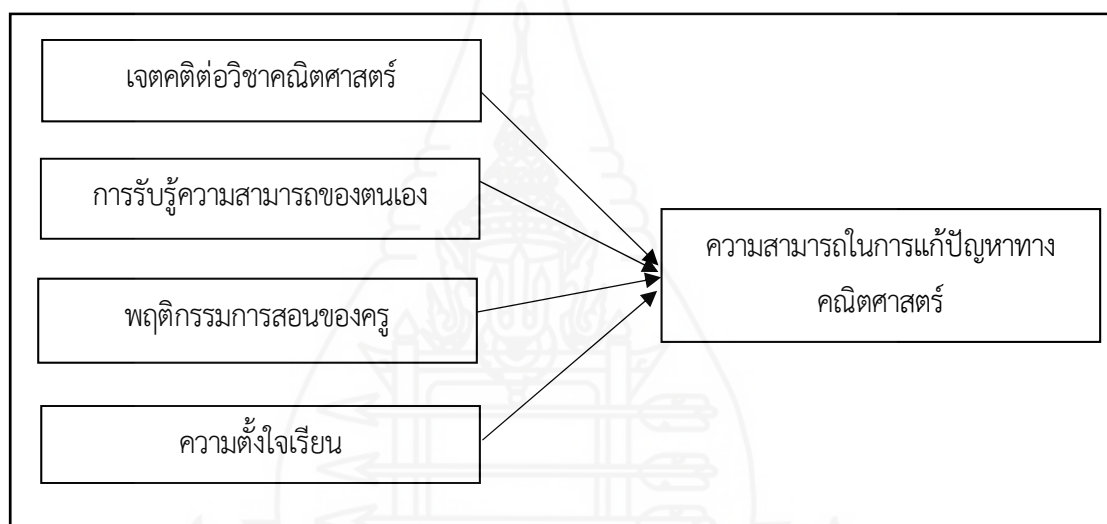 เจตคติต่อวิชาคณิตศาสตร์
การรับรู้ความสามารถของตนเอง
พฤติกรรมการสอนของครู
ความตั้งใจเรียน
ความสามารถในการแก้ปัญหาทาง
คณิตศาสตร์